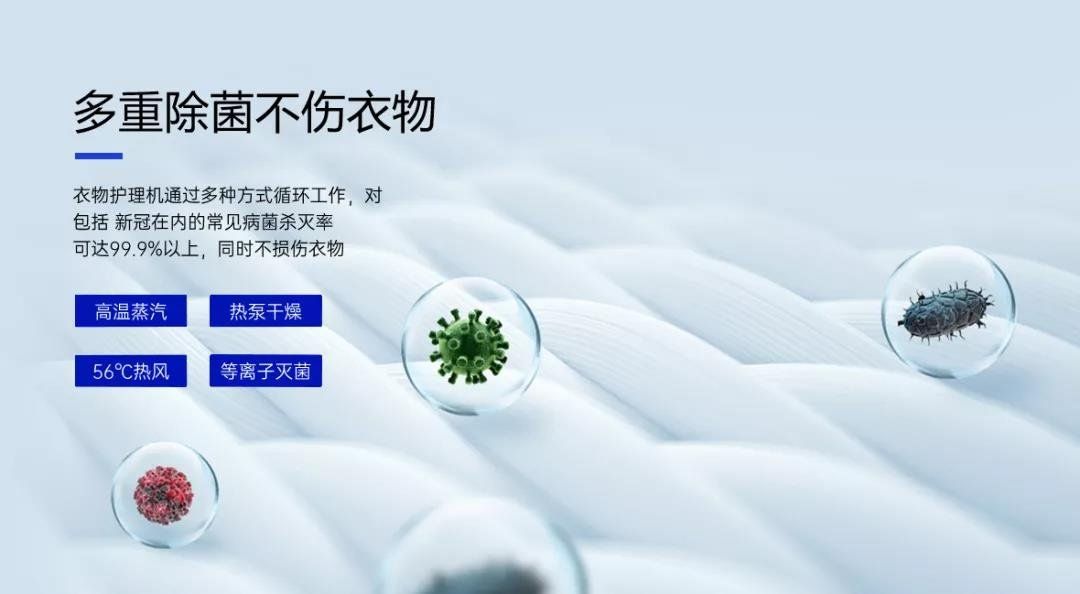 多重除菌不伤衣物
衣物护理机通过多种方式循环工作，对
包括 新冠在内的常见病菌杀灭率
可达99.9%以上，同时不损伤衣物
高温蒸汽
热泵干燥
56℃热风
等离子灭菌